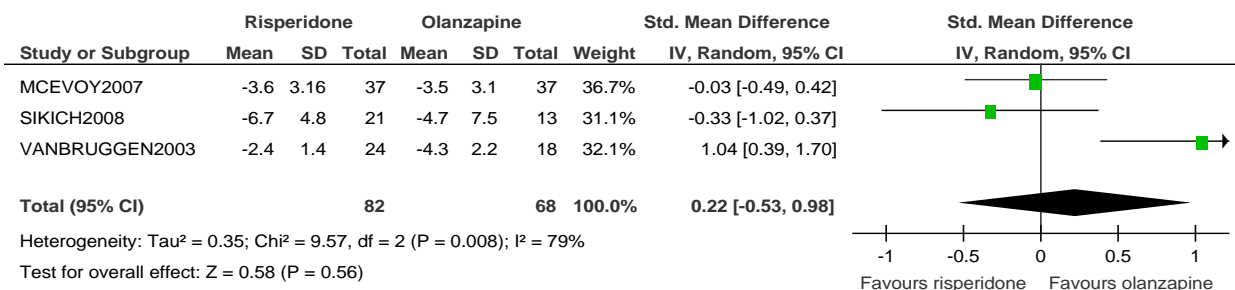 Risperidone Olanzapine Std. Mean Difference Std. Mean Difference
Study or Subgroup Mean SD Total Mean SD Total Weight IV, Random, 95% CI IV, Random, 95% CI
MCEVOY2007 -3.6 3.16 37 -3.5 3.1 37 36.7% -0.03 [-0.49, 0.42]
SIKICH2008 -6.7 4.8 21 -4.7 7.5 13 31.1% -0.33 [-1.02, 0.37]
VANBRUGGEN2003 -2.4 1.4 24 -4.3 2.2 18 32.1% 1.04 [0.39, 1.70]
Total (95% CI) 82 68 100.0% 0.22 [-0.53, 0.98]
Heterogeneity: Tau² = 0.35; Chi² = 9.57, df = 2 (P = 0.008); I² = 79%
Test for overall effect: Z = 0.58 (P = 0.56)
-1 -0.5 0 0.5 1
Favours risperidone Favours olanzapine